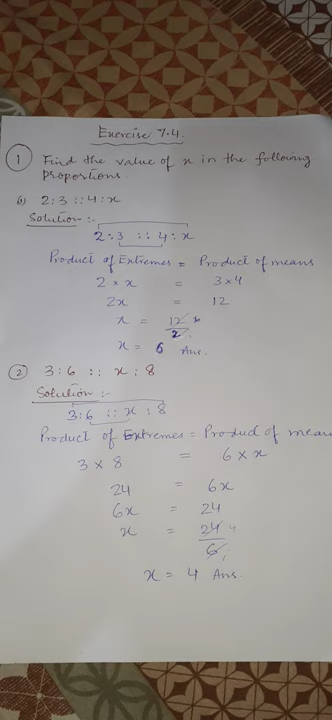 Exercise 7.4.
1 Find the value of x in the following
proportions.
a) 2:3 :: 4:x
Solution :-
2:3 :: 4:x
Product of Extremes = Product of means
2 × x = 3×4
2x = 12
x = 12 6
2
x = 6 Ans.
2 3:6 :: x : 8
Solution :-
3:6 :: x : 8
Product of Extremes = Product of mean
3 × 8 = 6 × x
24 = 6x
6x = 24
x = 24 4
6
x = 4 Ans.